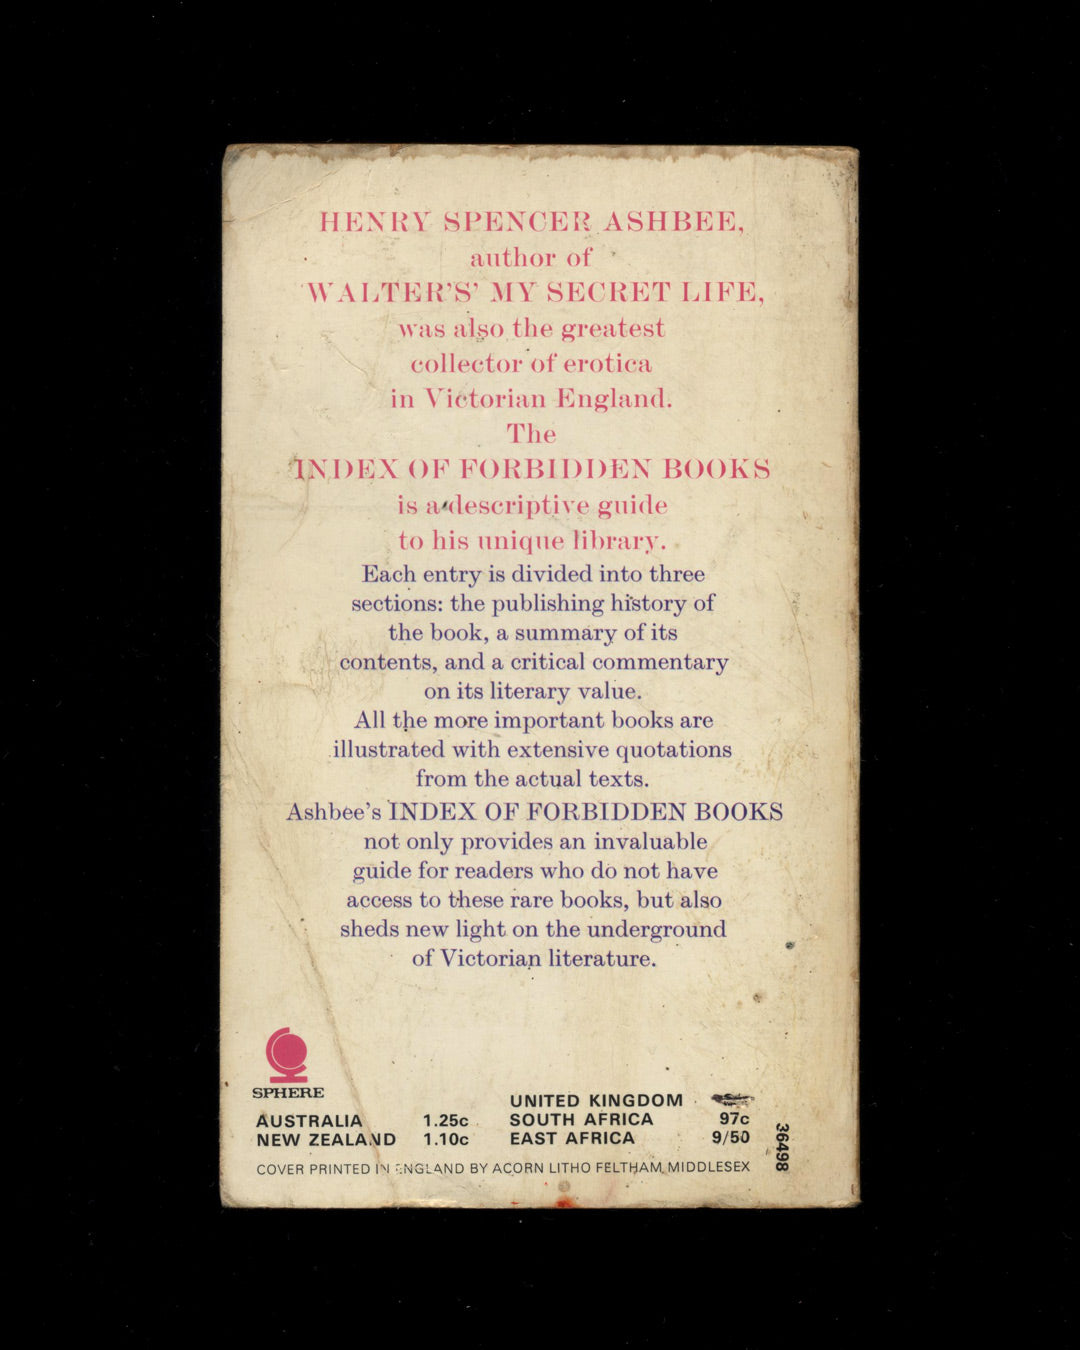 HENRY SPENCER ASHBEE,
author of
'WALTER'S' MY SECRET LIFE,
was also the greatest
collector of erotica
in Victorian England.
The
INDEX OF FORBIDDEN BOOKS
is a descriptive guide
to his unique library.
Each entry is divided into three
sections: the publishing history of
the book, a summary of its
contents, and a critical commentary
on its literary value.
All the more important books are
illustrated with extensive quotations
from the actual texts.
Ashbee's INDEX OF FORBIDDEN BOOKS
not only provides an invaluable
guide for readers who do not have
access to these rare books, but also
sheds new light on the underground
of Victorian literature.
SPHERE
AUSTRALIA 1.25c
NEW ZEALAND 1.10c
UNITED KINGDOM
SOUTH AFRICA 97c
EAST AFRICA 9/50
36498
COVER PRINTED IN ENGLAND BY ACORN LITHO FELTHAM MIDDLESEX